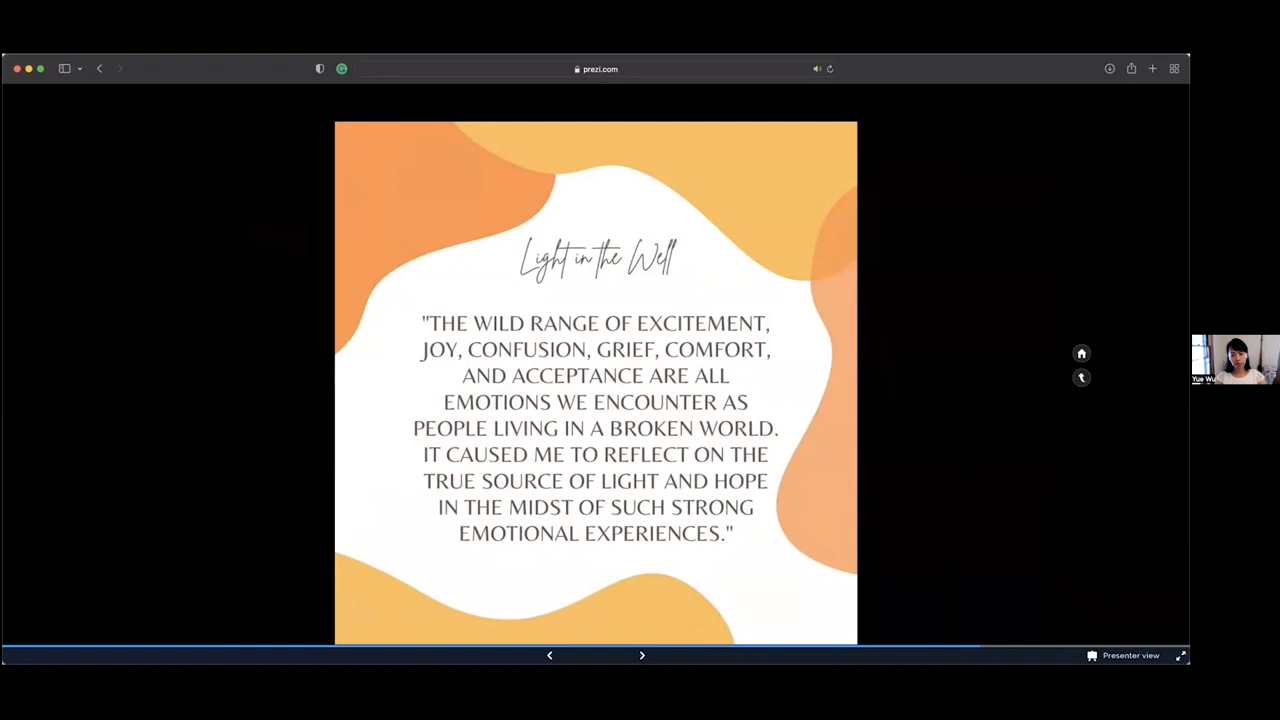 prezi.com
Light in the Well
"THE WILD RANGE OF EXCITEMENT,
JOY, CONFUSION, GRIEF, COMFORT,
AND ACCEPTANCE ARE ALL
EMOTIONS WE ENCOUNTER AS
PEOPLE LIVING IN A BROKEN WORLD.
IT CAUSED ME TO REFLECT ON THE
TRUE SOURCE OF LIGHT AND HOPE
IN THE MIDST OF SUCH STRONG
EMOTIONAL EXPERIENCES."
Yue Wu
Presenter view